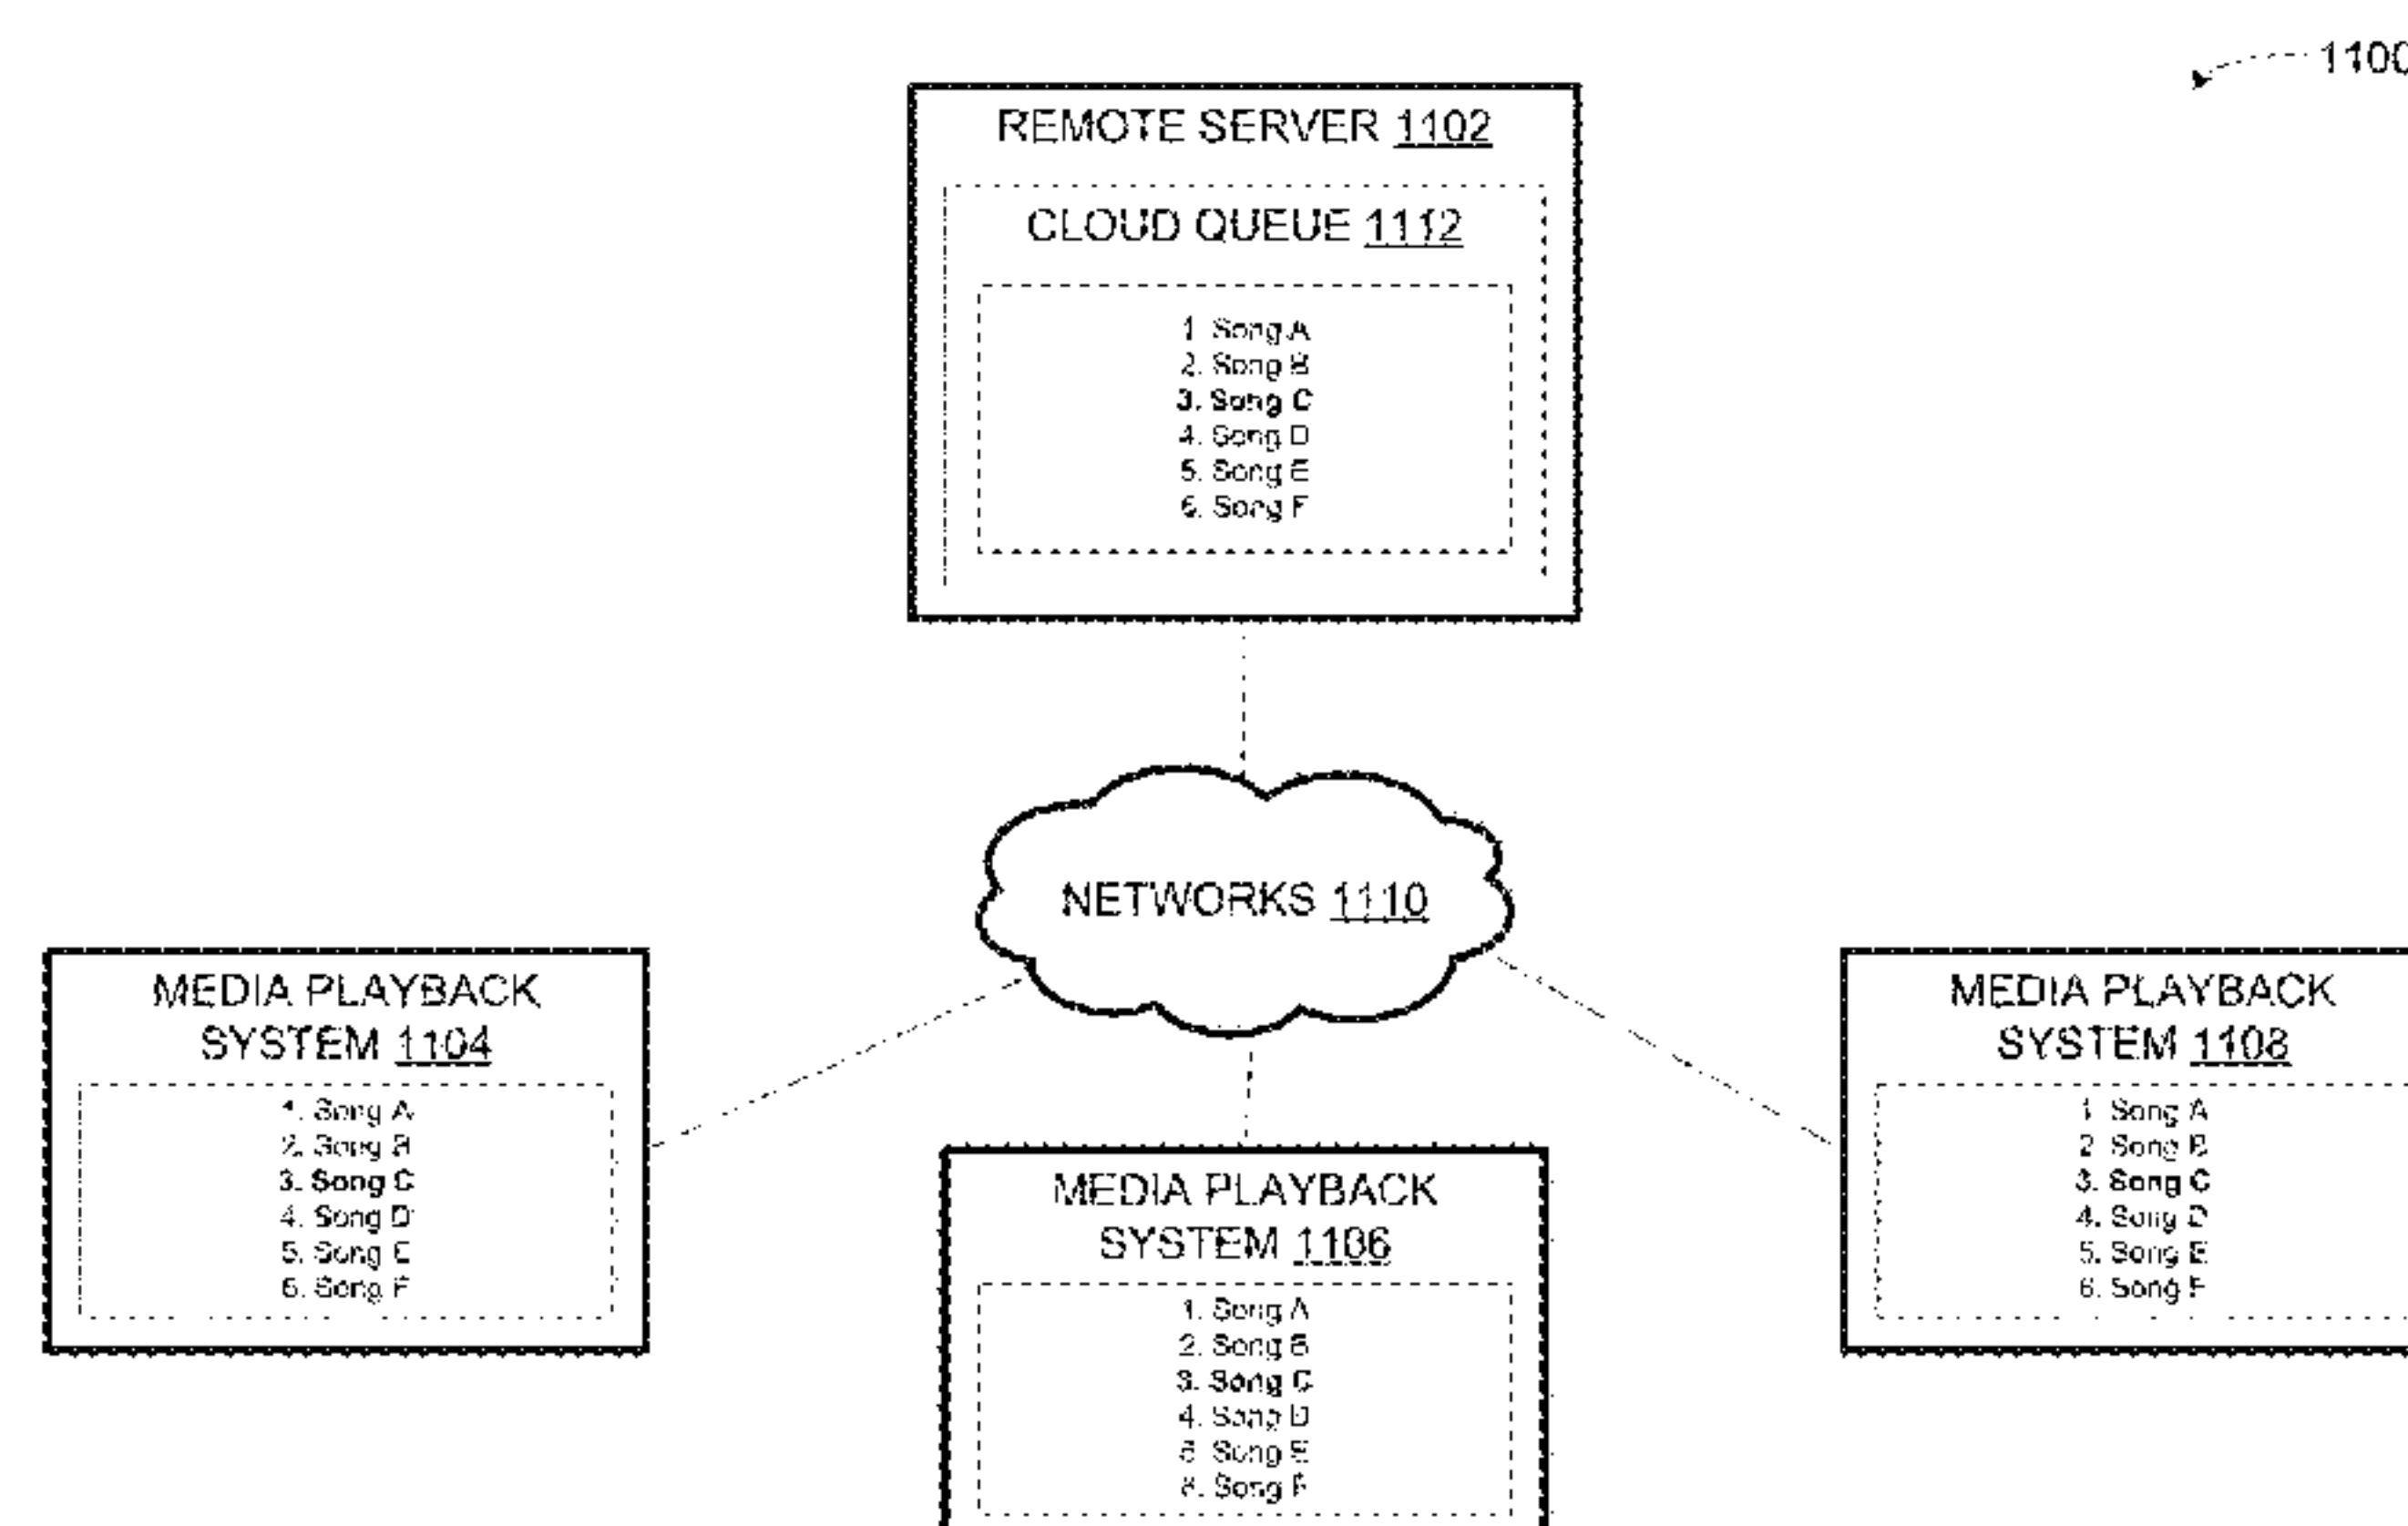 1100
REMOTE SERVER 1102
CLOUD QUEUE 1112
1 Song A
2. Song B
3. Song C
4. Song D
5. Song E
6. Song F
NETWORKS 1110
MEDIA PLAYBACK
SYSTEM 1104
1. Song A
2. Song B
3. Song C
4. Song D
5. Song E
6. Song F
MEDIA PLAYBACK
SYSTEM 1106
1. Song A
2. Song B
3. Song C
4. Song D
5 Song E
6. Song F
MEDIA PLAYBACK
SYSTEM 1108
1 Song A
2 Song B
3. Song C
4. Song D
5. Song E
6. Song F